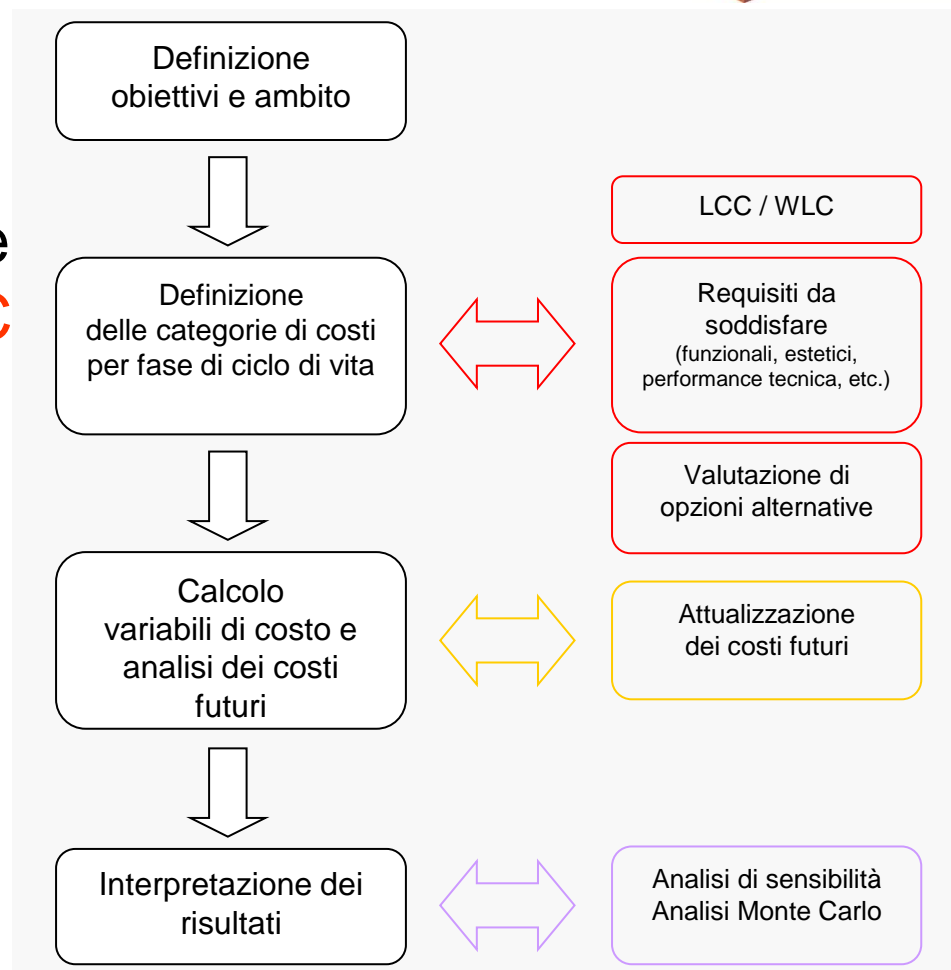 Definizione
obiettivi e ambito
e
C
Definizione
delle categorie di costi
per fase di ciclo di vita
LCC / WLC
Requisiti da
soddisfare
(funzionali, estetici,
performance tecnica, etc.)
Valutazione di
opzioni alternative
Calcolo
variabili di costo e
analisi dei costi
futuri
Attualizzazione
dei costi futuri
Interpretazione dei
risultati
Analisi di sensibilità
Analisi Monte Carlo